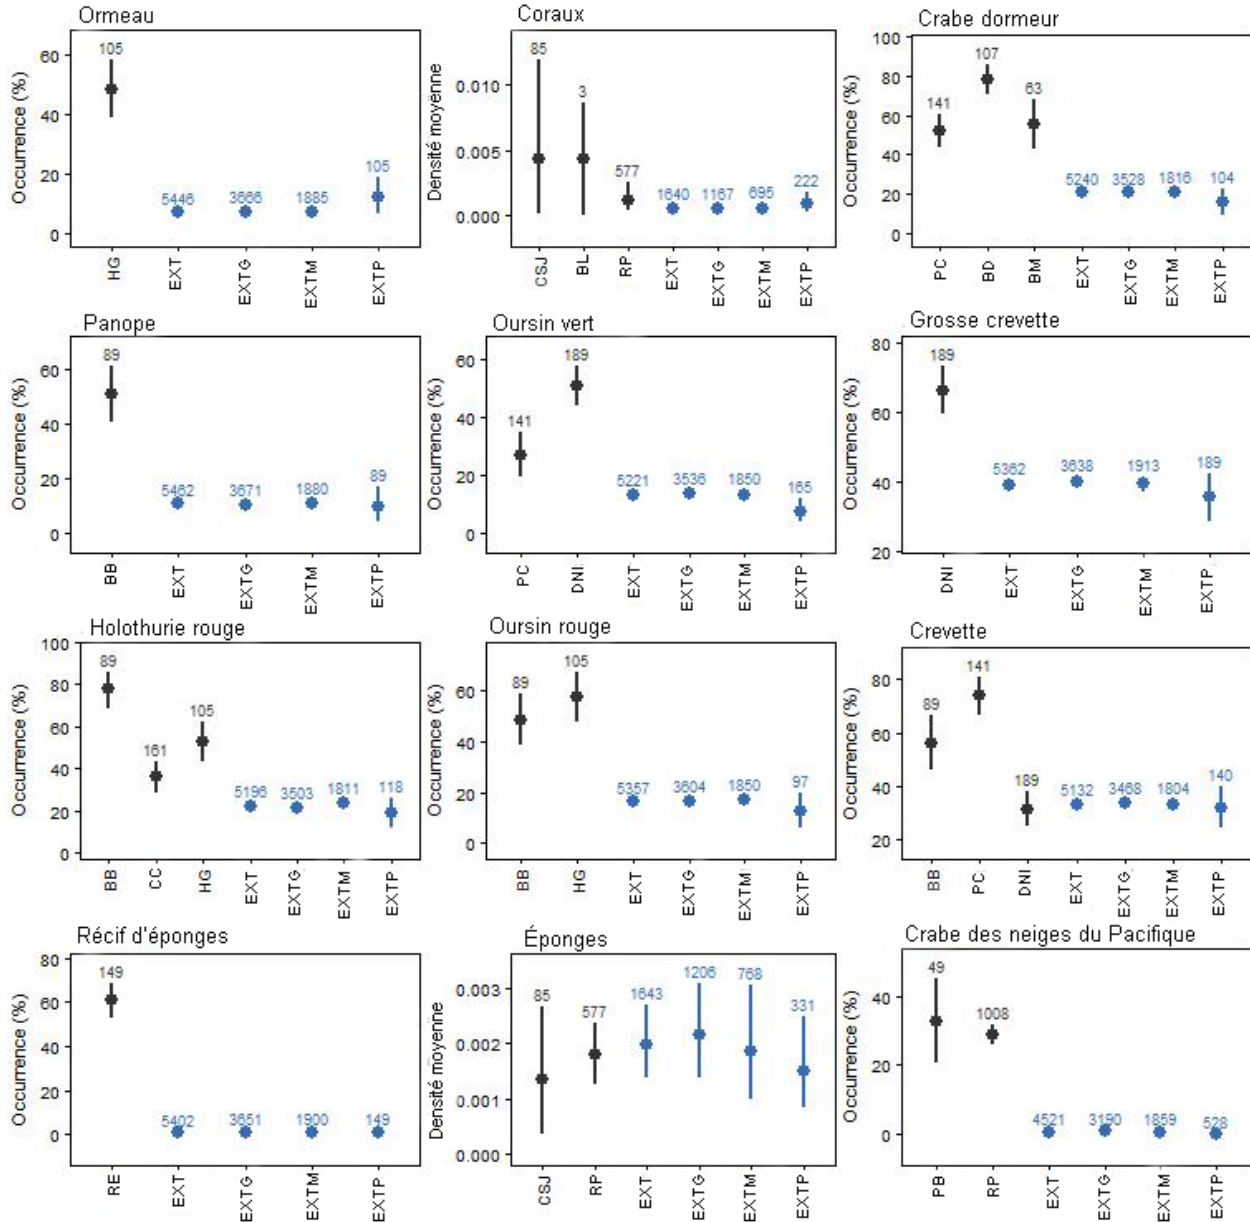 Ormeau
Occurrence (%)
60
40
20
0
105
5446
3666
1885
105
HG
EXT
EXTG
EXTM
EXTP
Coraux
Densité moyenne
0.010
0.005
0.000
85
3
577
1640
1167
695
222
CSJ
BL
RP
EXT
EXTG
EXTM
EXTP
Crabe dormeur
Occurrence (%)
100
80
60
40
20
0
141
107
63
5240
3528
1816
104
PC
BD
BM
EXT
EXTG
EXTM
EXTP
Panope
Occurrence (%)
60
40
20
0
89
5462
3671
1880
89
BB
EXT
EXTG
EXTM
EXTP
Oursin vert
Occurrence (%)
60
40
20
0
141
189
5221
3536
1850
165
PC
DNI
EXT
EXTG
EXTM
EXTP
Grosse crevette
Occurrence (%)
80
60
40
20
189
5362
3638
1913
189
DNI
EXT
EXTG
EXTM
EXTP
Holothurie rouge
Occurrence (%)
100
80
60
40
20
0
89
161
105
5196
3503
1811
118
BB
CC
HG
EXT
EXTG
EXTM
EXTP
Oursin rouge
Occurrence (%)
60
40
20
0
89
105
5357
3604
1850
97
BB
HG
EXT
EXTG
EXTM
EXTP
Crevette
Occurrence (%)
80
60
40
20
89
141
189
5132
3468
1804
140
BB
PC
DNI
EXT
EXTG
EXTM
EXTP
Récif d'éponges
Occurrence (%)
80
60
40
20
0
149
5402
3651
1900
149
RE
EXT
EXTG
EXTM
EXTP
Éponges
Densité moyenne
0.003
0.002
0.001
0.000
85
577
1643
1206
768
331
CSJ
RP
EXT
EXTG
EXTM
EXTP
Crabe des neiges du Pacifique
Occurrence (%)
40
20
0
49
1008
4521
3190
1859
528
PB
RP
EXT
EXTG
EXTM
EXTP